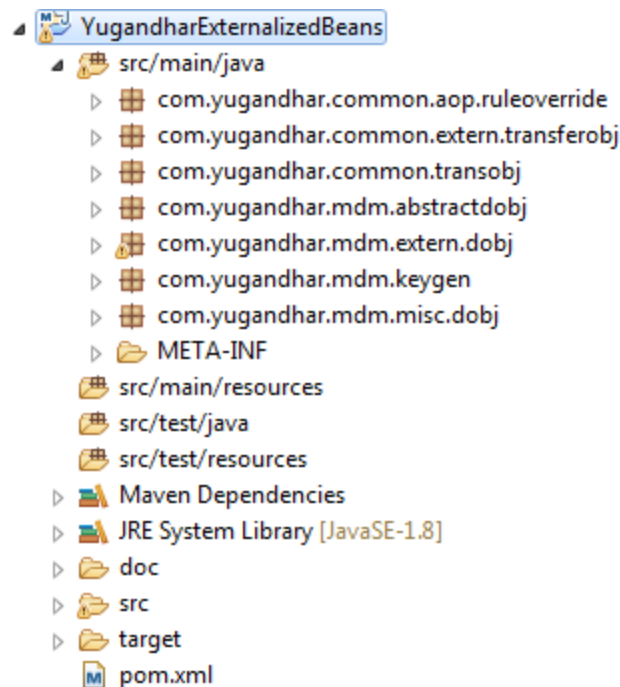 YugandharExternalizedBeans
src/main/java
com.yugandhar.common.aop.ruleoverride
com.yugandhar.common.extern.transferobj
com.yugandhar.common.transobj
com.yugandhar.mdm.abstractdobj
com.yugandhar.mdm.extern.dobj
com.yugandhar.mdm.keygen
com.yugandhar.mdm.misc.dobj
META-INF
src/main/resources
src/test/java
src/test/resources
Maven Dependencies
JRE System Library [JavaSE-1.8]
doc
src
target
pom.xml